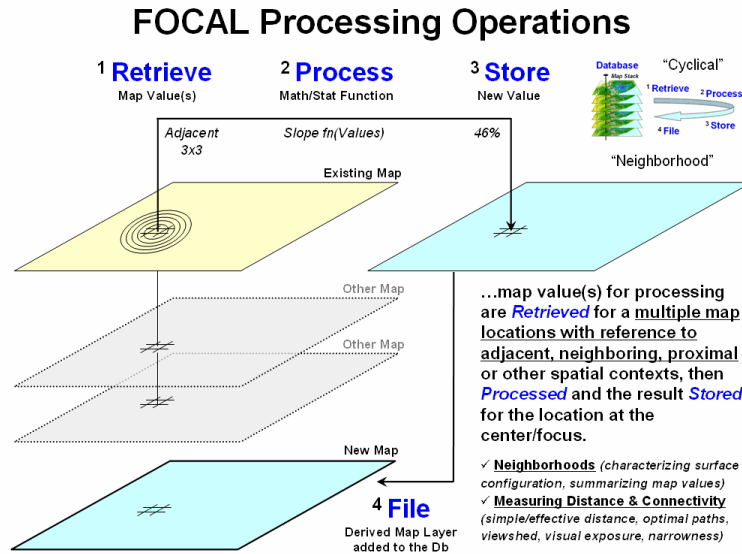 FOCAL Processing Operations
1 Retrieve
Map Value(s)
2 Process
Math/Stat Function
3 Store
New Value
Adjacent
3x3
Slope fn(Values)
46%
Database
Map Stack
"Cyclical"
1 Retrieve
2 Process
3 Store
4 File
"Neighborhood"
Existing Map
Other Map
Other Map
New Map
4 File
Derived Map Layer
added to the Db
…map value(s) for processing
are Retrieved for a multiple map
locations with reference to
adjacent, neighboring, proximal
or other spatial contexts, then
Processed and the result Stored
for the location at the
center/focus.
✓ Neighborhoods (characterizing surface
configuration, summarizing map values)
✓ Measuring Distance & Connectivity
(simple/effective distance, optimal paths,
viewshed, visual exposure, narrowness)